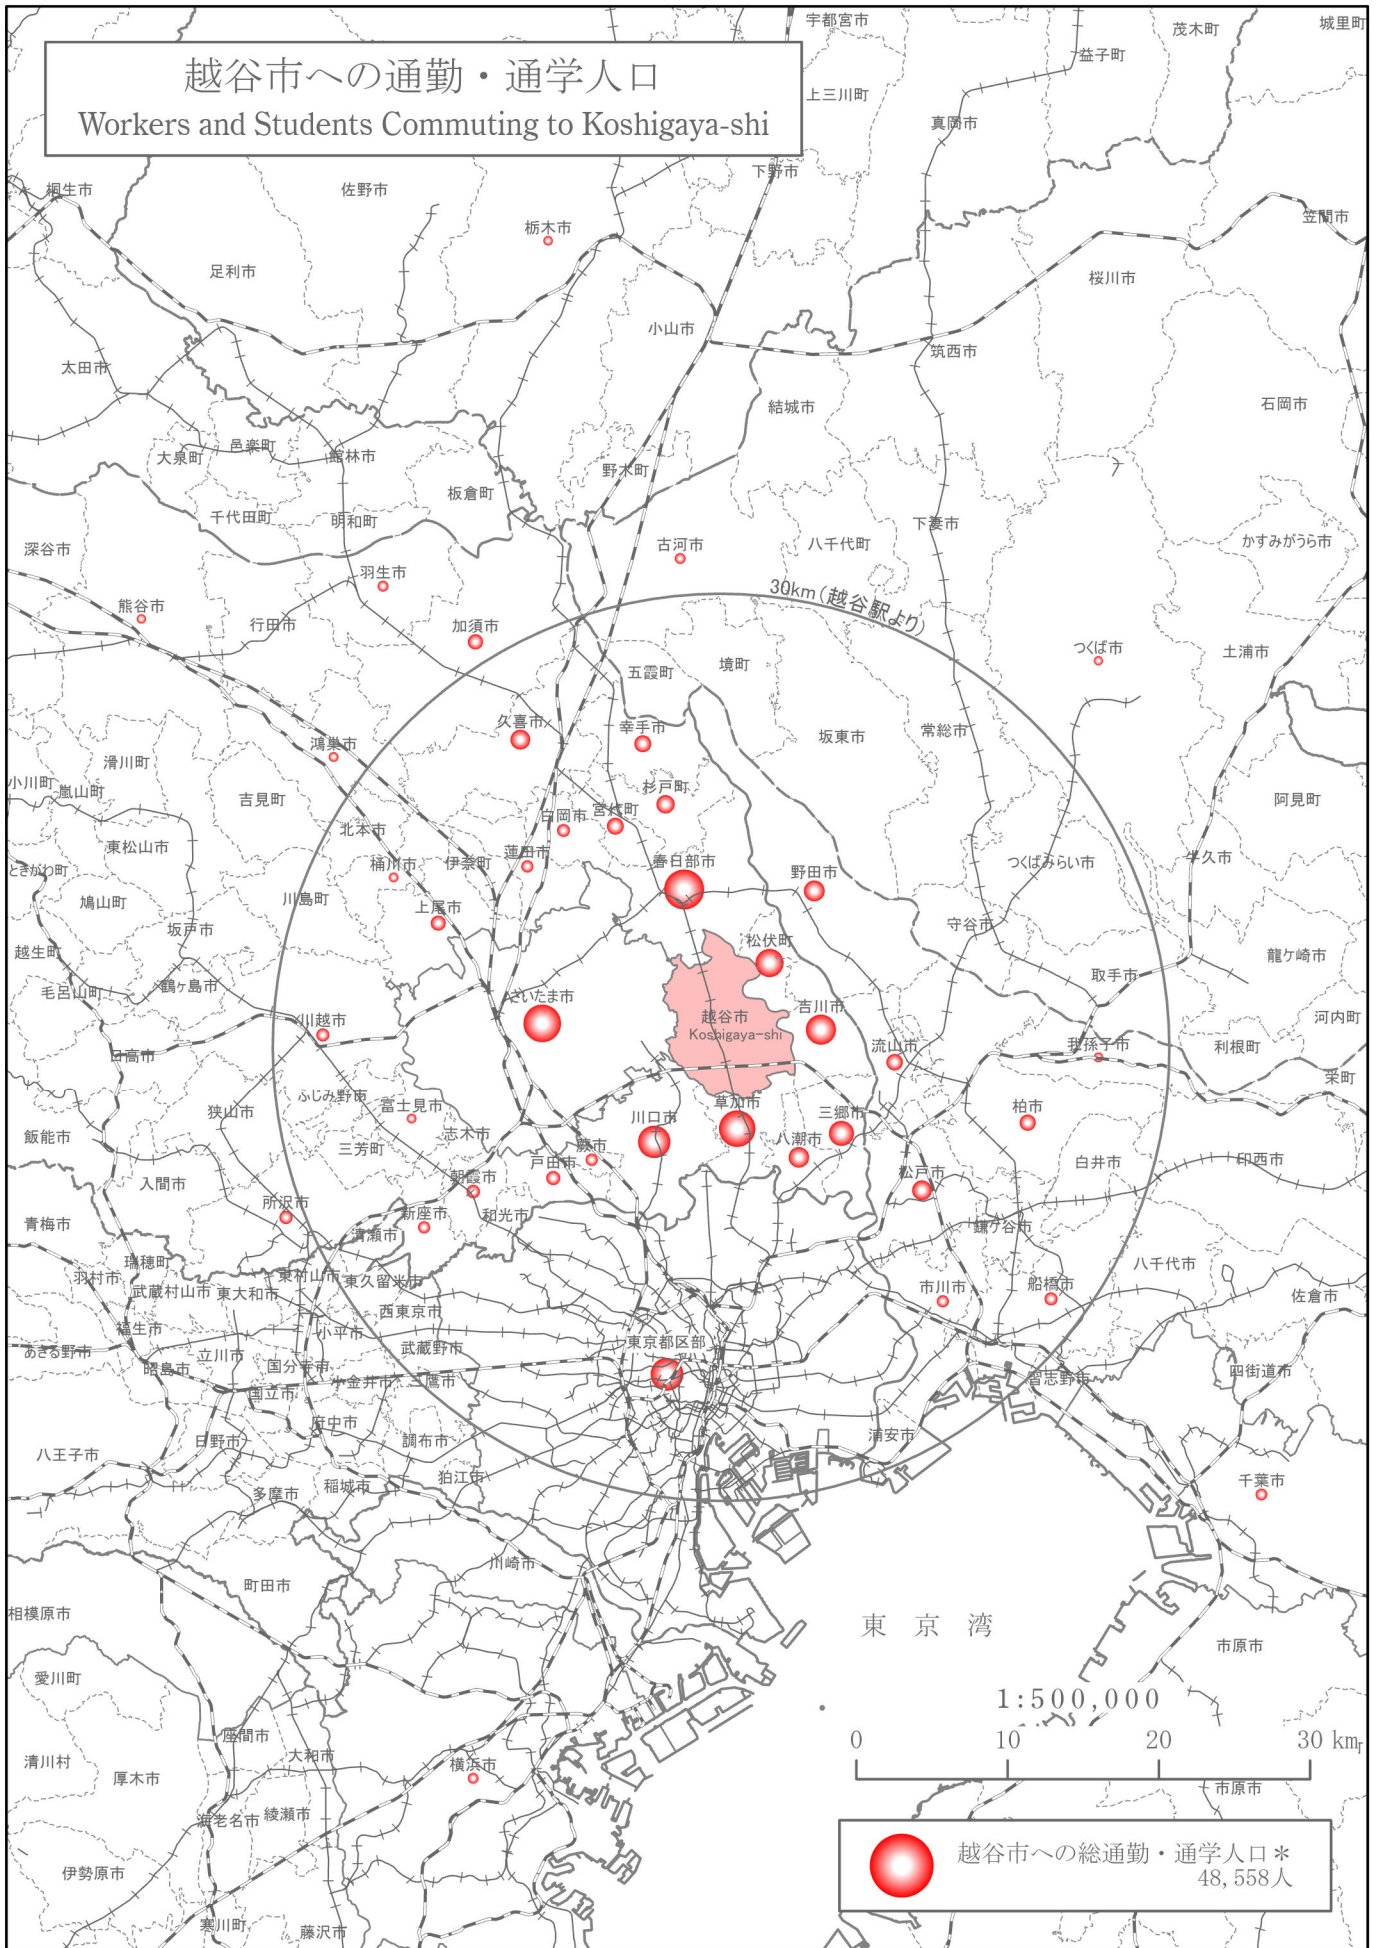 越谷市への通勤・通学人口
Workers and Students Commuting to Koshigaya-shi
宇都宮市
茂木町
城里町
益子町
上三川町
真岡市
下野市
桐生市
佐野市
栃木市
笠間市
足利市
桜川市
小山市
筑西市
太田市
結城市
石岡市
邑楽町
大泉町
館林市
野木町
板倉町
千代田町
明和町
下妻市
深谷市
古河市
八千代町
かすみがうら市
羽生市
30km(越谷駅より)
熊谷市
行田市
加須市
つくば市
土浦市
五霞町
境町
久喜市
幸手市
坂東市
常総市
鴻巣市
滑川町
小川町
嵐山町
吉見町
杉戸町
阿見町
白岡市
宮代町
北本市
東松山市
蓮田市
伊奈町
桶川市
春日部市
野田市
つくばみらい市
牛久市
ときがわ町
鳩山町
川島町
上尾市
坂戸市
守谷市
松伏町
越生町
龍ケ崎市
取手市
鶴ヶ島市
毛呂山町
さいたま市
吉川市
越谷市
Koshigaya-shi
川越市
河内町
流山市
我孫子市
利根町
日高市
栄町
ふじみ野市
富士見市
狭山市
川口市
草加市
三郷市
柏市
飯能市
志木市
三芳町
蕨市
八潮市
戸田市
白井市
印西市
入間市
朝霞市
松戸市
所沢市
新座市
和光市
青梅市
清瀬市
鎌ケ谷市
瑞穂町
羽村市
東村山市
東久留米市
八千代市
武蔵村山市
東大和市
市川市
船橋市
佐倉市
西東京市
福生市
小平市
東京都区部
あきる野市
立川市
武蔵野市
昭島市
国分寺市
四街道市
国立市
小金井市
三鷹市
習志野市
府中市
浦安市
八王子市
日野市
調布市
狛江市
千葉市
多摩市
稲城市
川崎市
町田市
相模原市
東京湾
市原市
愛川町
1:500,000
座間市
0 10 20 30 km
大和市
清川村
厚木市
横浜市
市原市
海老名市
綾瀬市
越谷市への総通勤・通学人口＊
48,558人
伊勢原市
寒川町
藤沢市